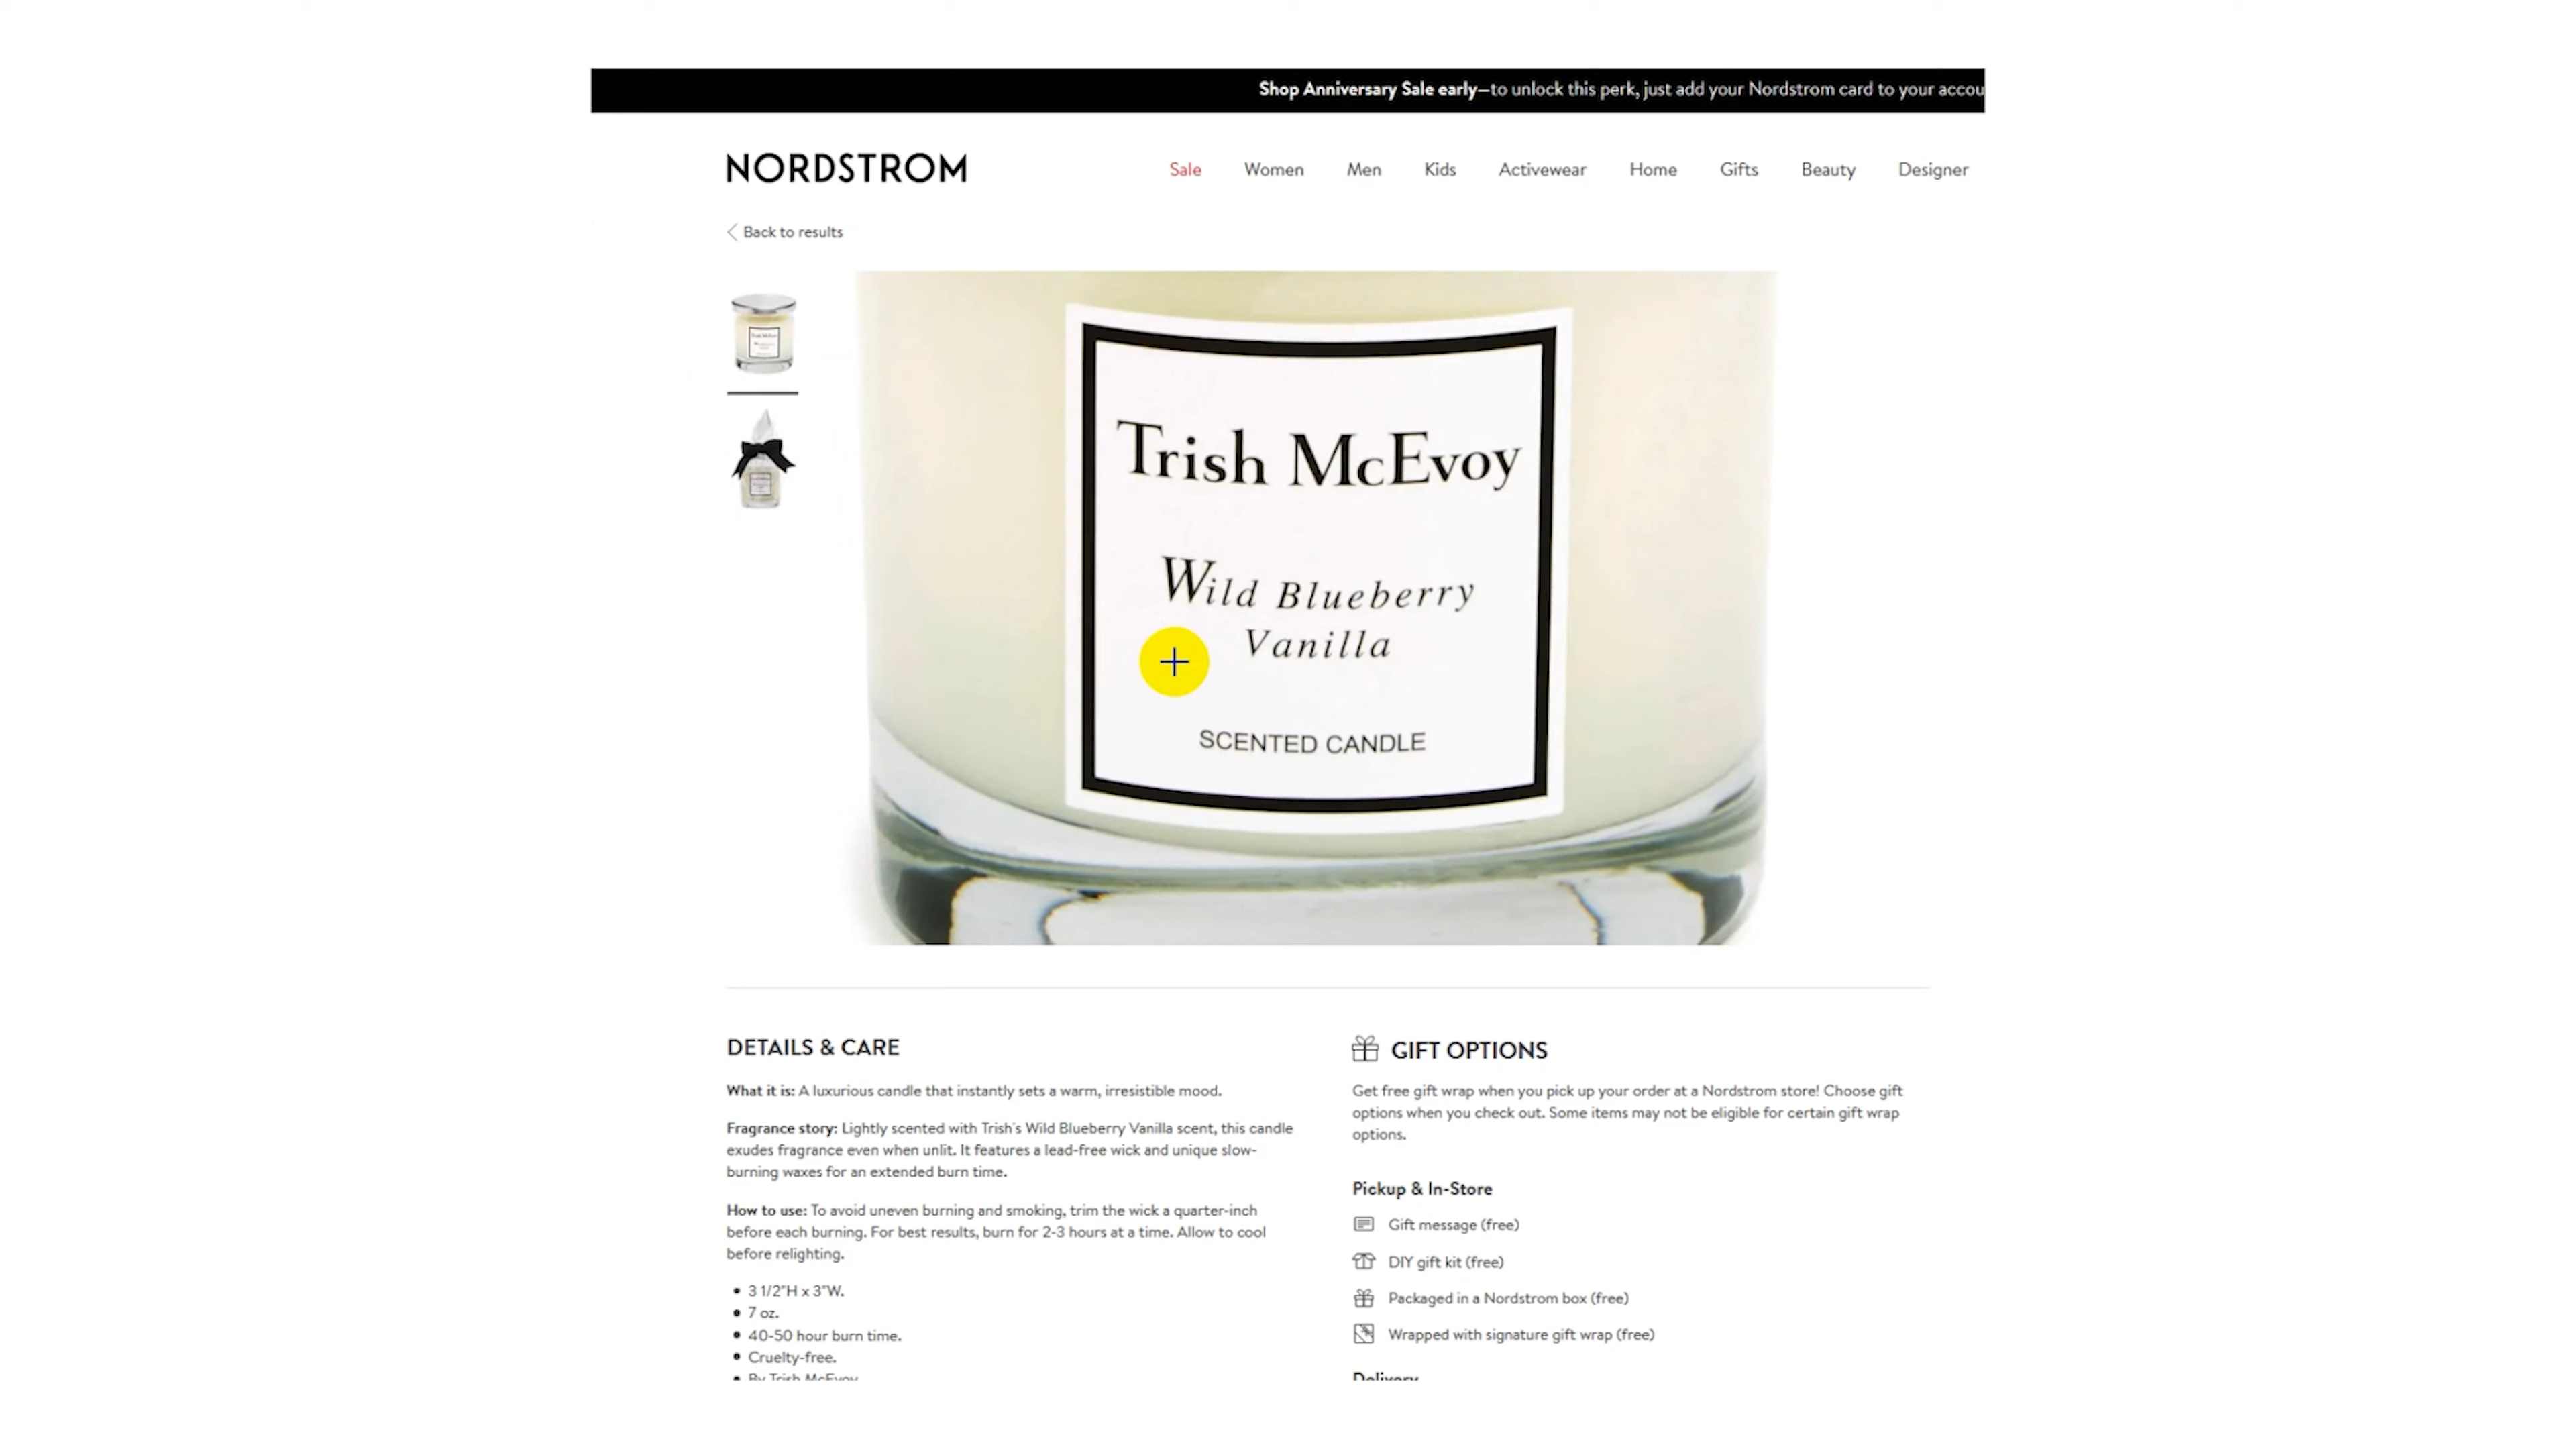 Shop Anniversary Sale early—to unlock this perk, just add your Nordstrom card to your accou
NORDSTROM
Sale Women Men Kids Activewear Home Gifts Beauty Designer
Back to results
Trish McEvoy
Wild Blueberry
Vanilla
SCENTED CANDLE
DETAILS & CARE
What it is: A luxurious candle that instantly sets a warm, irresistible mood.
Fragrance story: Lightly scented with Trish's Wild Blueberry Vanilla scent, this candle
exudes fragrance even when unlit. It features a lead-free wick and unique slow-
burning waxes for an extended burn time.
How to use: To avoid uneven burning and smoking, trim the wick a quarter-inch
before each burning. For best results, burn for 2-3 hours at a time. Allow to cool
before relighting.
• 3 1/2"H x 3"W.
• 7 oz.
• 40-50 hour burn time.
• Cruelty-free.
• By Trish McEvoy
GIFT OPTIONS
Get free gift wrap when you pick up your order at a Nordstrom store! Choose gift
options when you check out. Some items may not be eligible for certain gift wrap
options.
Pickup & In-Store
Gift message (free)
DIY gift kit (free)
Packaged in a Nordstrom box (free)
Wrapped with signature gift wrap (free)
Delivery